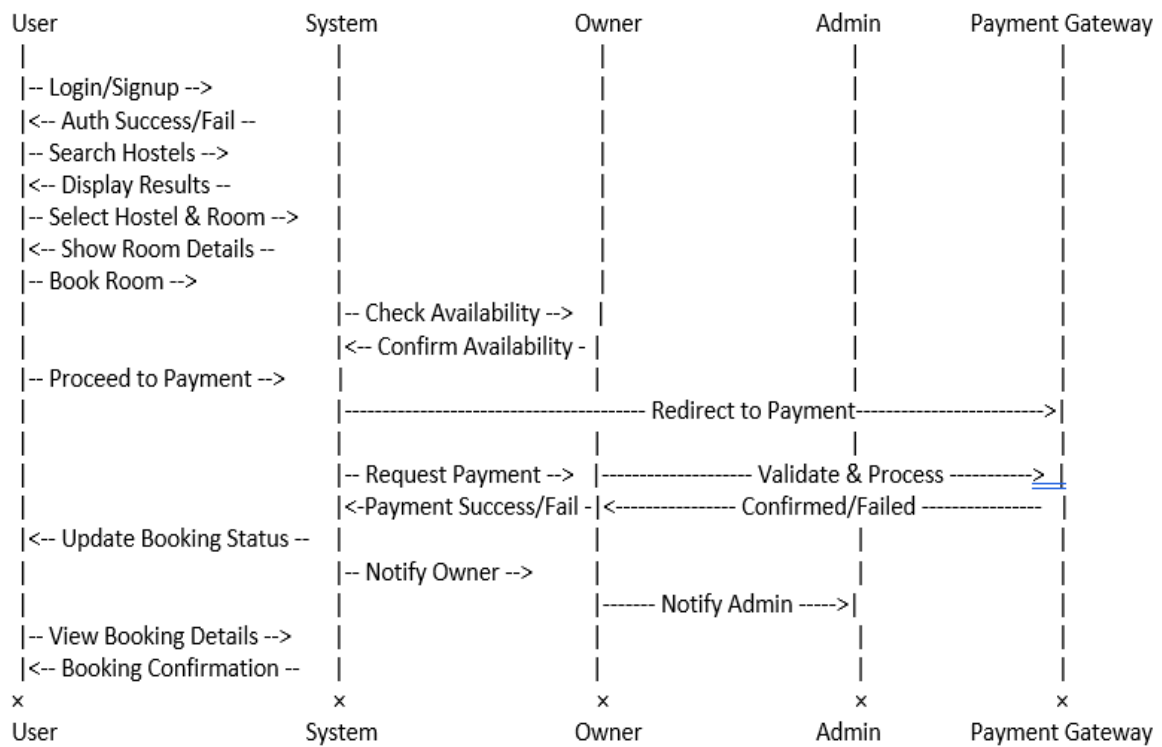 User System Owner Admin Payment Gateway
| | | | |
|-- Login/Signup --> | | | |
|<-- Auth Success/Fail -- | | | |
|-- Search Hostels --> | | | |
|<-- Display Results -- | | | |
|-- Select Hostel & Room --> | | | |
|<-- Show Room Details -- | | | |
|-- Book Room --> | | | |
| |-- Check Availability --> | | |
| |<-- Confirm Availability - | | |
|-- Proceed to Payment --> | | | |
| |---------------------------------------- Redirect to Payment------------------------->|
| | | | |
| |-- Request Payment --> |-------------------- Validate & Process -----------> |
| |<-Payment Success/Fail -|<---------------- Confirmed/Failed ---------------- |
|<-- Update Booking Status -- | | | |
| |-- Notify Owner --> | | |
| | |------- Notify Admin ----->| |
|-- View Booking Details --> | | | |
|<-- Booking Confirmation -- | | | |
× × × × ×
User System Owner Admin Payment Gateway